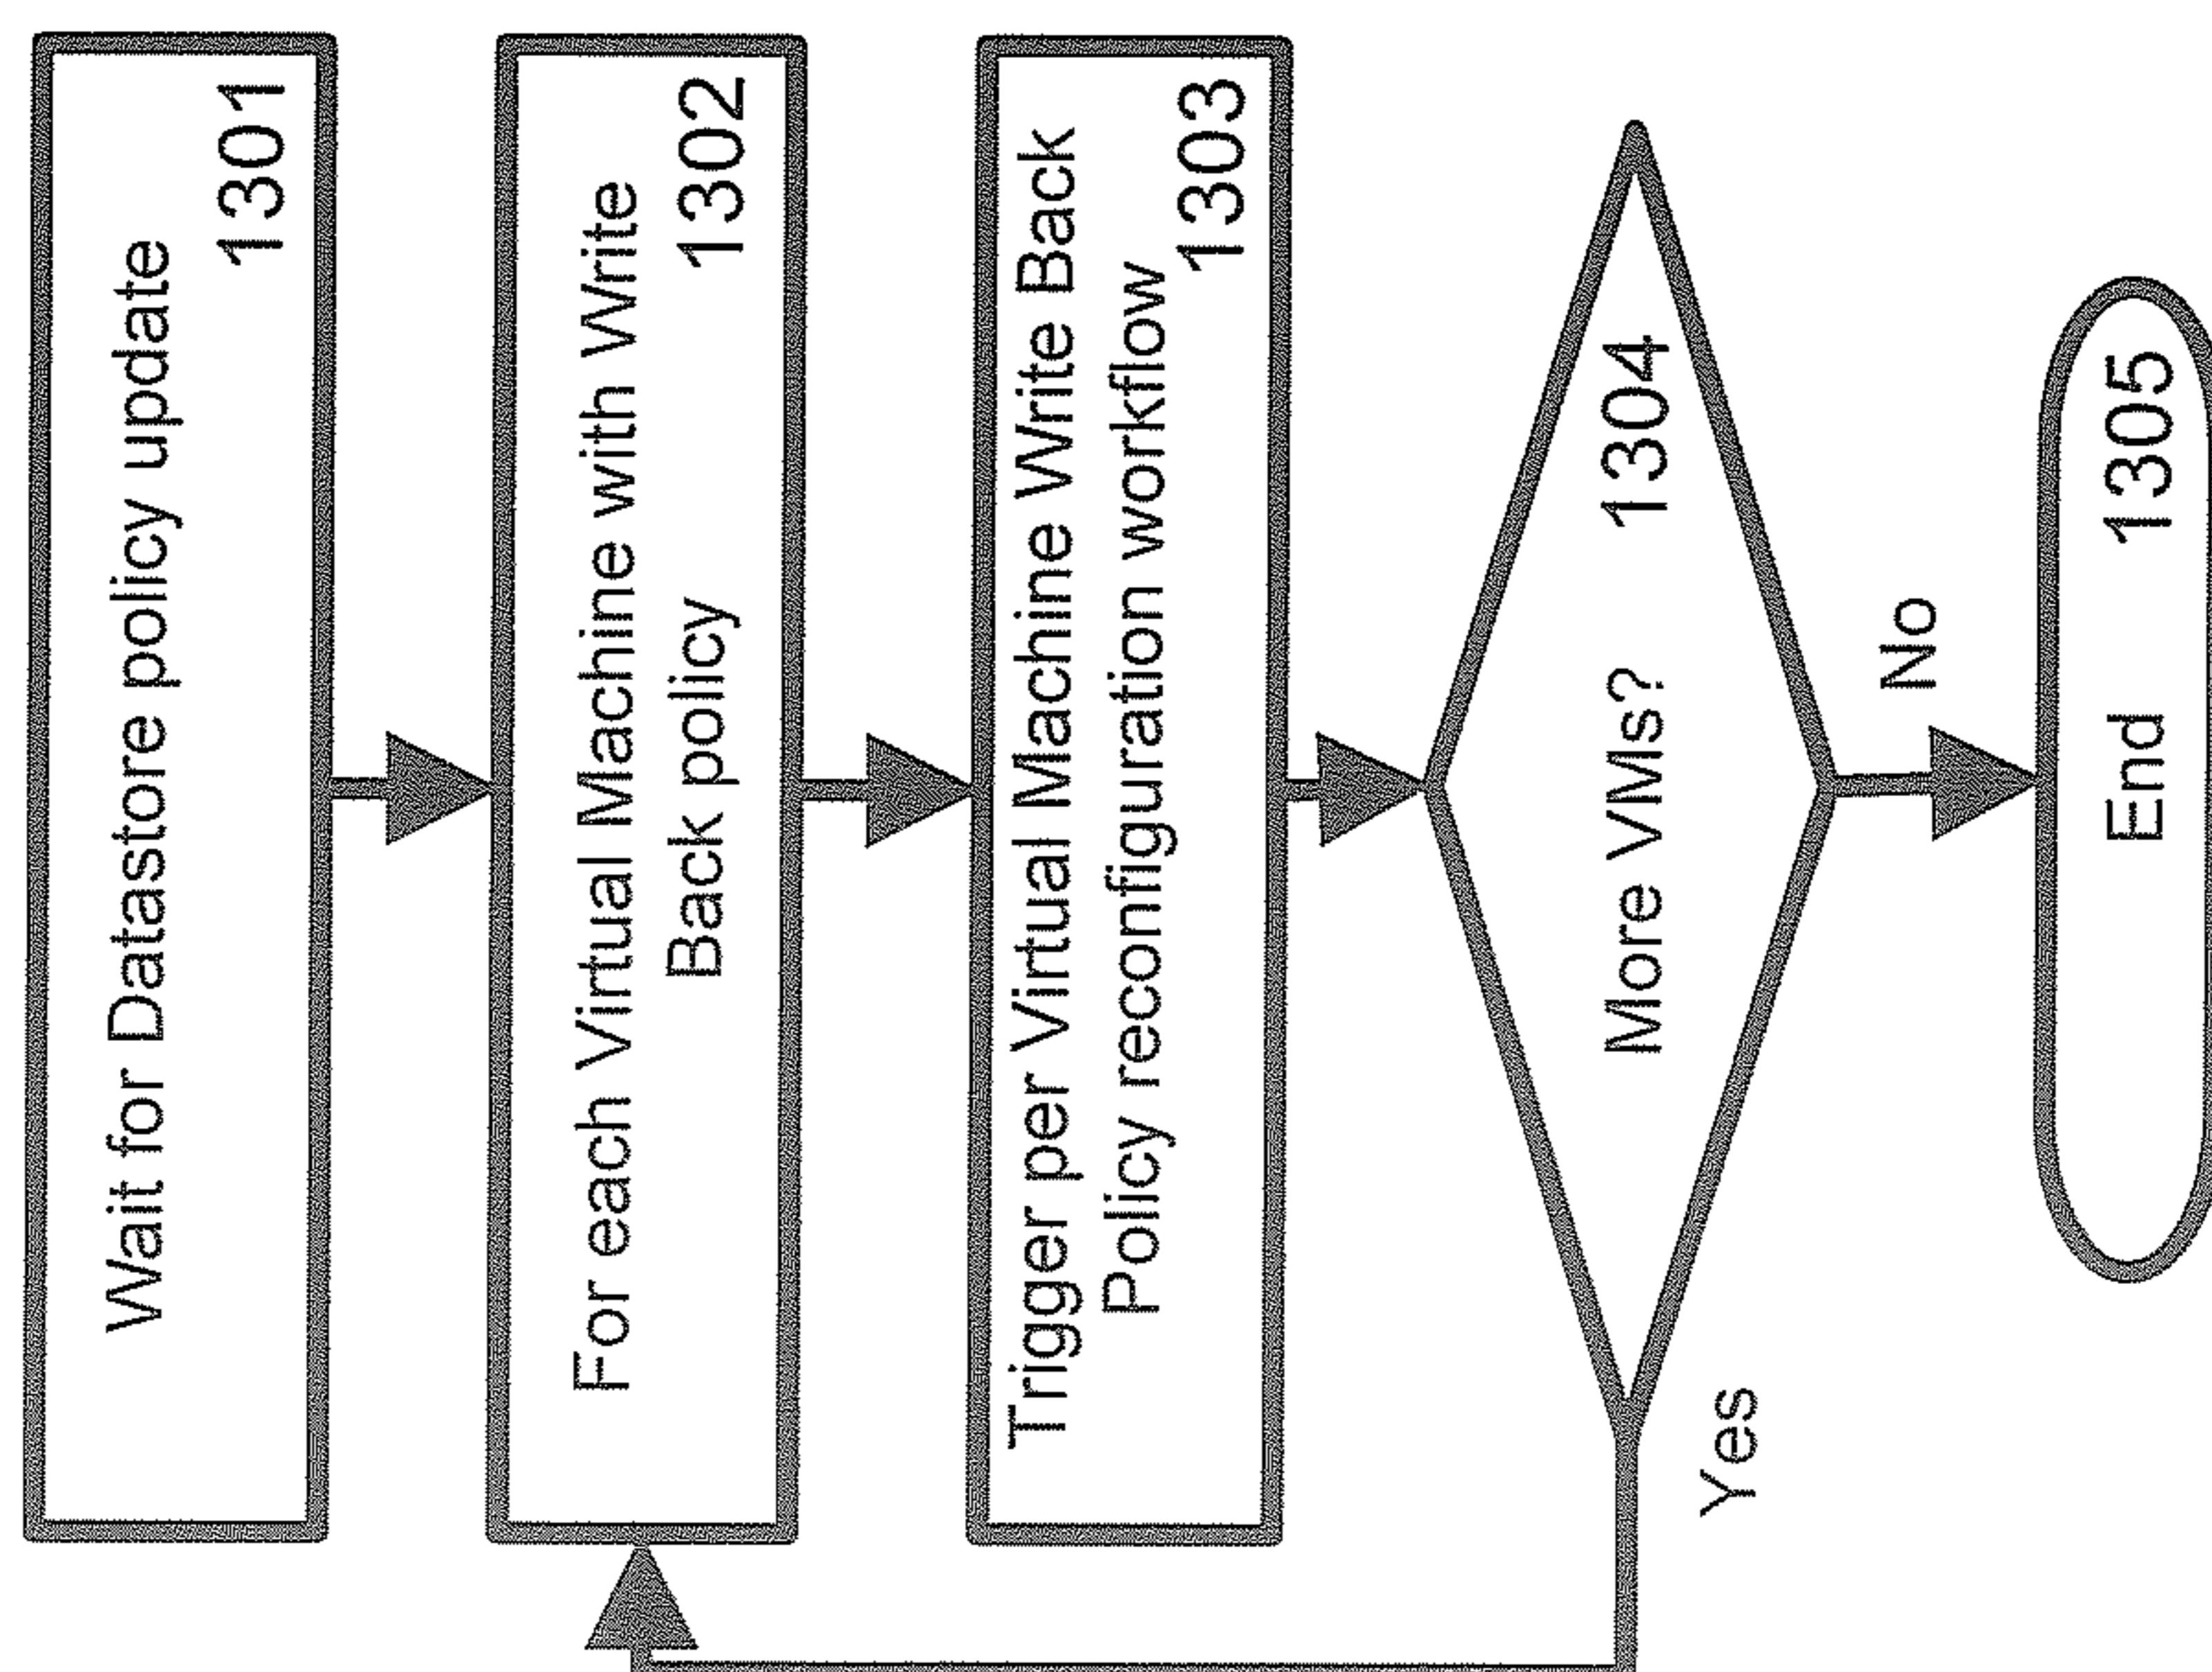 Wait for Datastore policy update
1301
For each Virtual Machine with Write
Back policy
1302
Trigger per Virtual Machine Write Back
Policy reconfiguration workflow
1303
More VMs? 1304
Yes
No
End 1305